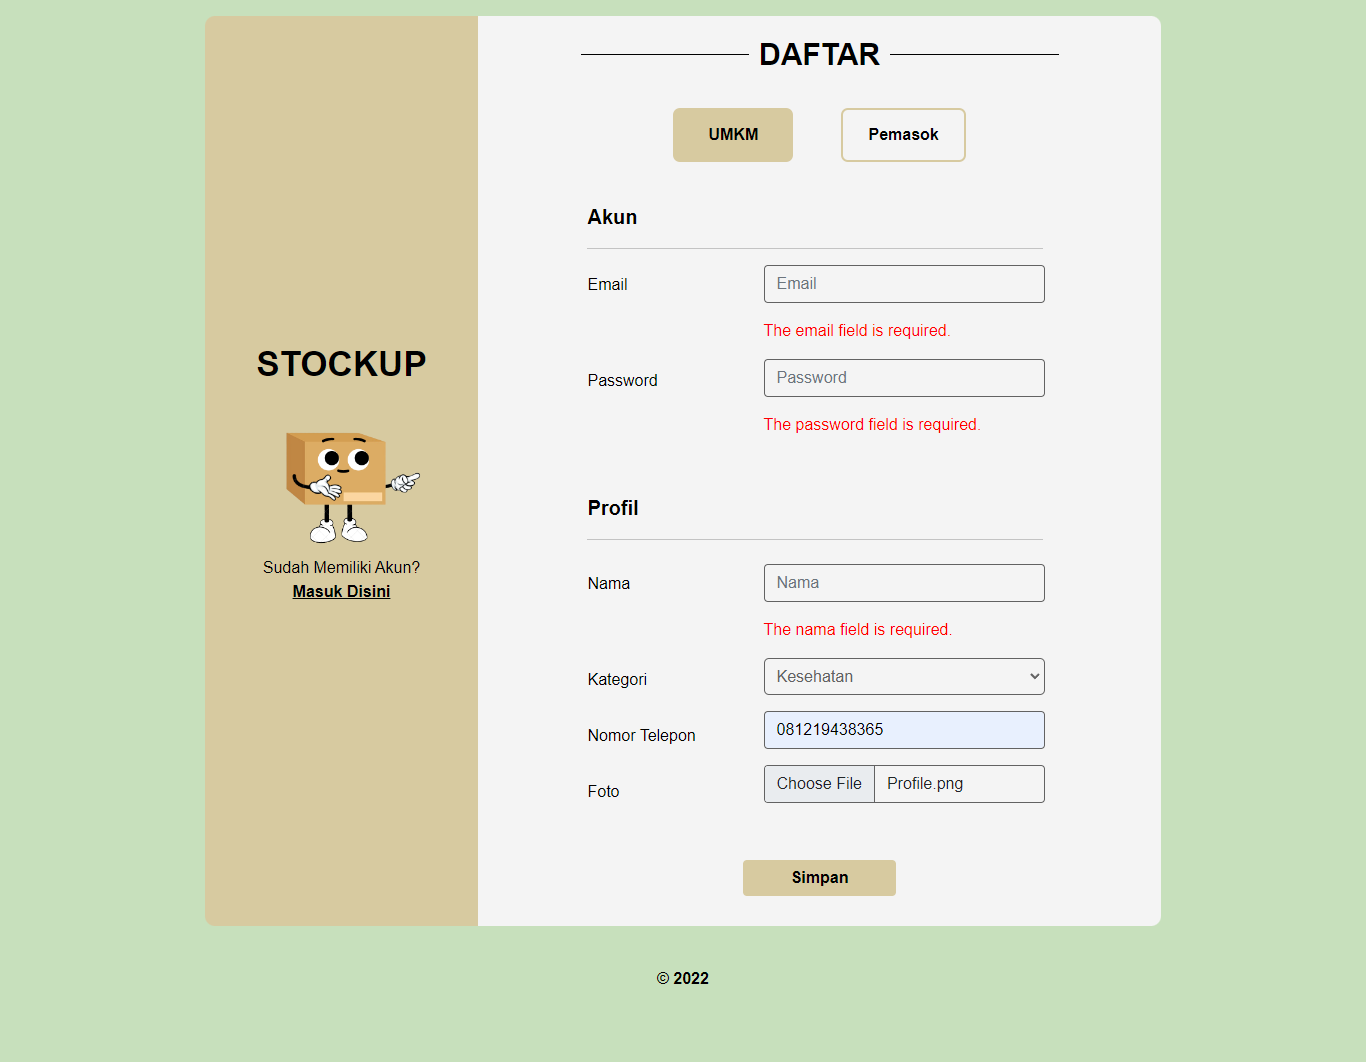 STOCKUP
Sudah Memiliki Akun?
Masuk Disini
DAFTAR
UMKM
Pemasok
Akun
Email
Email
The email field is required.
Password
Password
The password field is required.
Profil
Nama
Nama
The nama field is required.
Kategori
Kesehatan
Nomor Telepon
081219438365
Foto
Choose File Profile.png
Simpan
© 2022